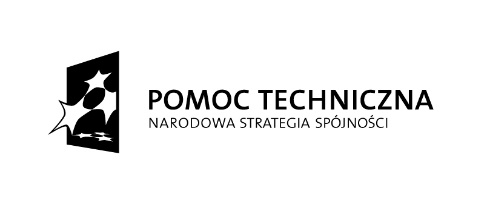 POMOC TECHNICZNA
NARODOWA STRATEGIA SPÓJNOŚCI